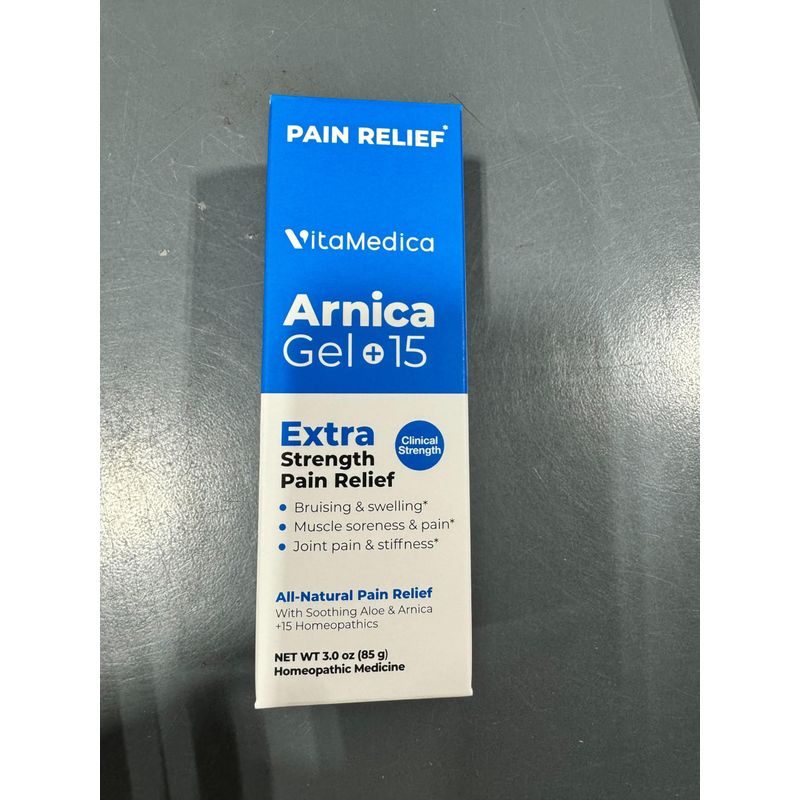 PAIN RELIEF*
VitaMedica
Arnica
Gel + 15
Extra
Strength
Pain Relief
Clinical
Strength
• Bruising & swelling*
• Muscle soreness & pain*
• Joint pain & stiffness*
All-Natural Pain Relief
With Soothing Aloe & Arnica
+15 Homeopathics
NET WT 3.0 oz (85 g)
Homeopathic Medicine